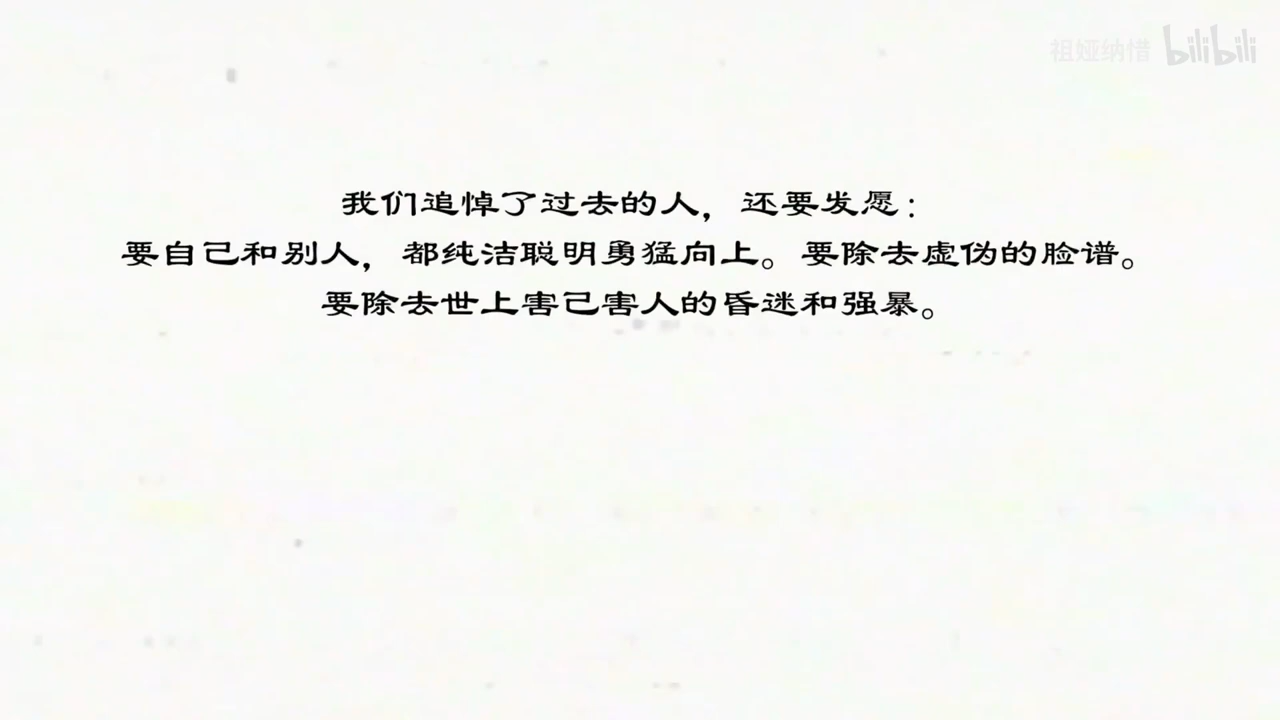 祖娅纳惜 bilibili
我们追悼了过去的人，还要发愿：
要自己和别人，都纯洁聪明勇猛向上。要除去虚伪的脸谱。
要除去世上害己害人的昏迷和强暴。